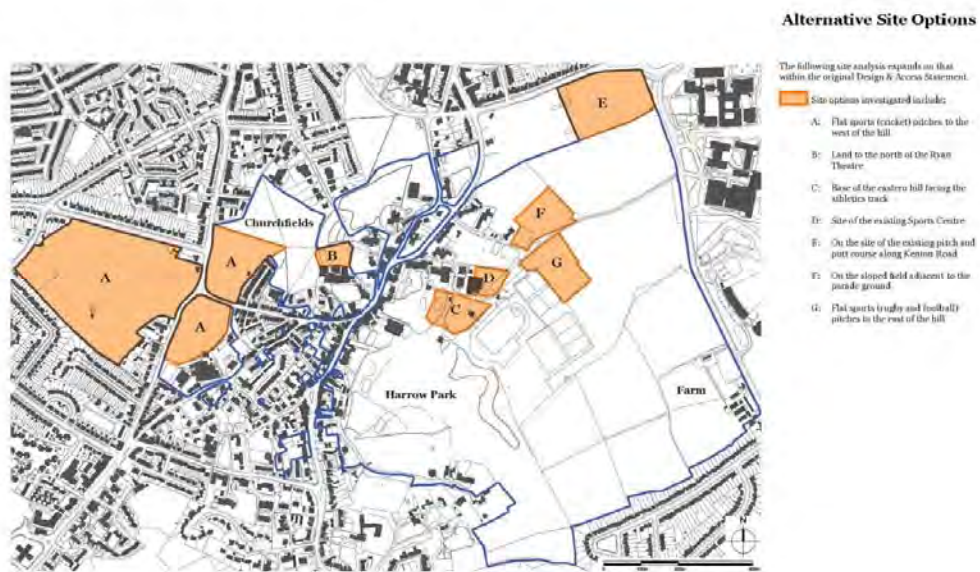 Alternative Site Options
The following site analysis expands on that
within the original Design & Access Statement.
Site options investigated include:
A: Flat sports (cricket) pitches to the
west of the hill
B: Land to the north of the Ryan
Theatre
C: Base of the eastern hill facing the
athletics track
D: Site of the existing Sports Centre
E: On the site of the existing pitch and
putt course along Kenton Road
F: On the sloped field adjacent to the
parade ground
G: Flat sports (rugby and football)
pitches to the east of the hill
E
F
Churchfields
B
A
A
G
D
A
C
Harrow Park
Farm
N